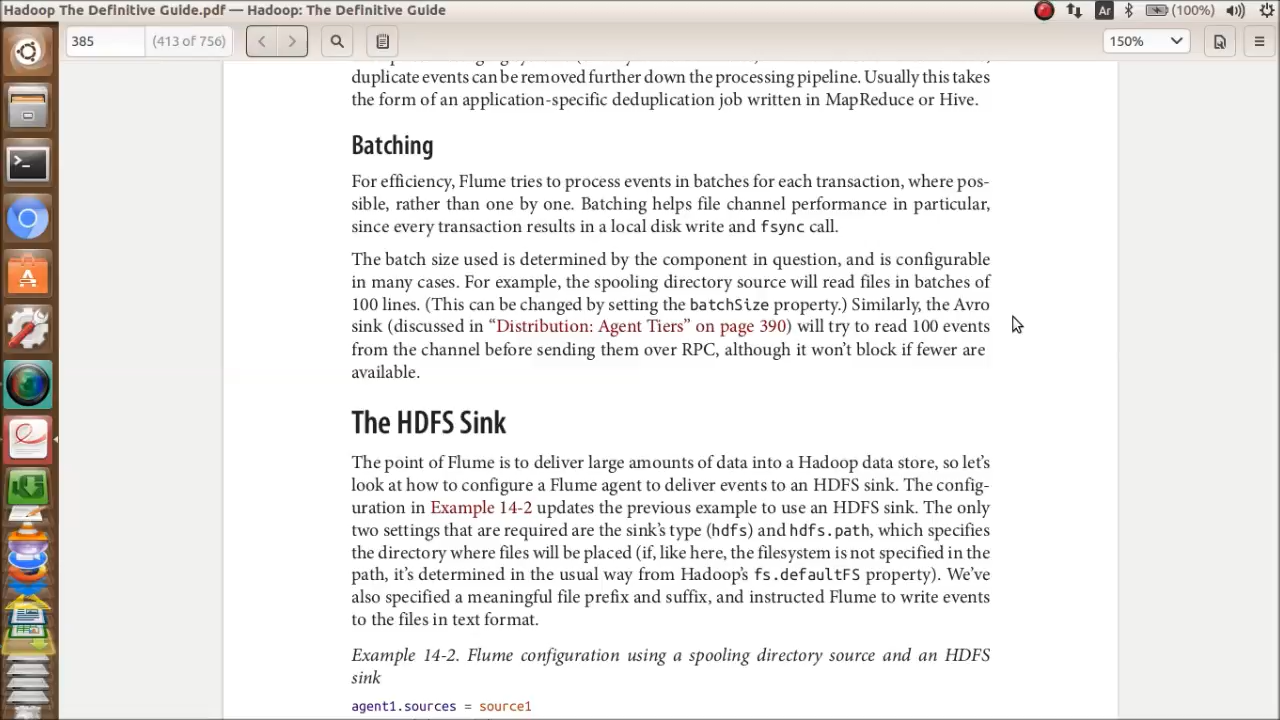 Hadoop The Definitive Guide.pdf — Hadoop: The Definitive Guide
Ar
(100%)
385
(413 of 756)
150%
duplicate events can be removed further down the processing pipeline. Usually this takes
the form of an application-specific deduplication job written in MapReduce or Hive.
Batching
For efficiency, Flume tries to process events in batches for each transaction, where pos-
sible, rather than one by one. Batching helps file channel performance in particular,
since every transaction results in a local disk write and fsync call.
The batch size used is determined by the component in question, and is configurable
in many cases. For example, the spooling directory source will read files in batches of
100 lines. (This can be changed by setting the batchSize property.) Similarly, the Avro
sink (discussed in “Distribution: Agent Tiers” on page 390) will try to read 100 events
from the channel before sending them over RPC, although it won’t block if fewer are
available.
The HDFS Sink
The point of Flume is to deliver large amounts of data into a Hadoop data store, so let’s
look at how to configure a Flume agent to deliver events to an HDFS sink. The config-
uration in Example 14-2 updates the previous example to use an HDFS sink. The only
two settings that are required are the sink’s type (hdfs) and hdfs.path, which specifies
the directory where files will be placed (if, like here, the filesystem is not specified in the
path, it’s determined in the usual way from Hadoop’s fs.defaultFS property). We’ve
also specified a meaningful file prefix and suffix, and instructed Flume to write events
to the files in text format.
Example 14-2. Flume configuration using a spooling directory source and an HDFS
sink
agent1.sources = source1